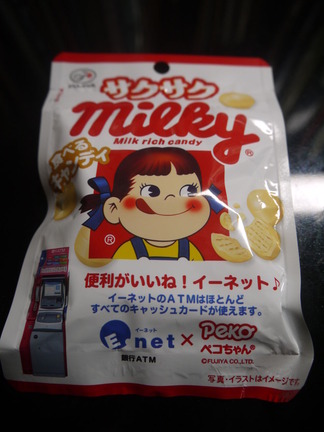 サクサク
milky®
Milk rich candy
食べる
キャンディ
®
便利がいいね！イーネット♪
イーネットのATMはほとんど
すべてのキャッシュカードが使えます。
イーネット
Enet × Peko
銀行ATM ペコちゃん®
©FUJIYA CO.,LTD.
写真・イラストはイメージです。